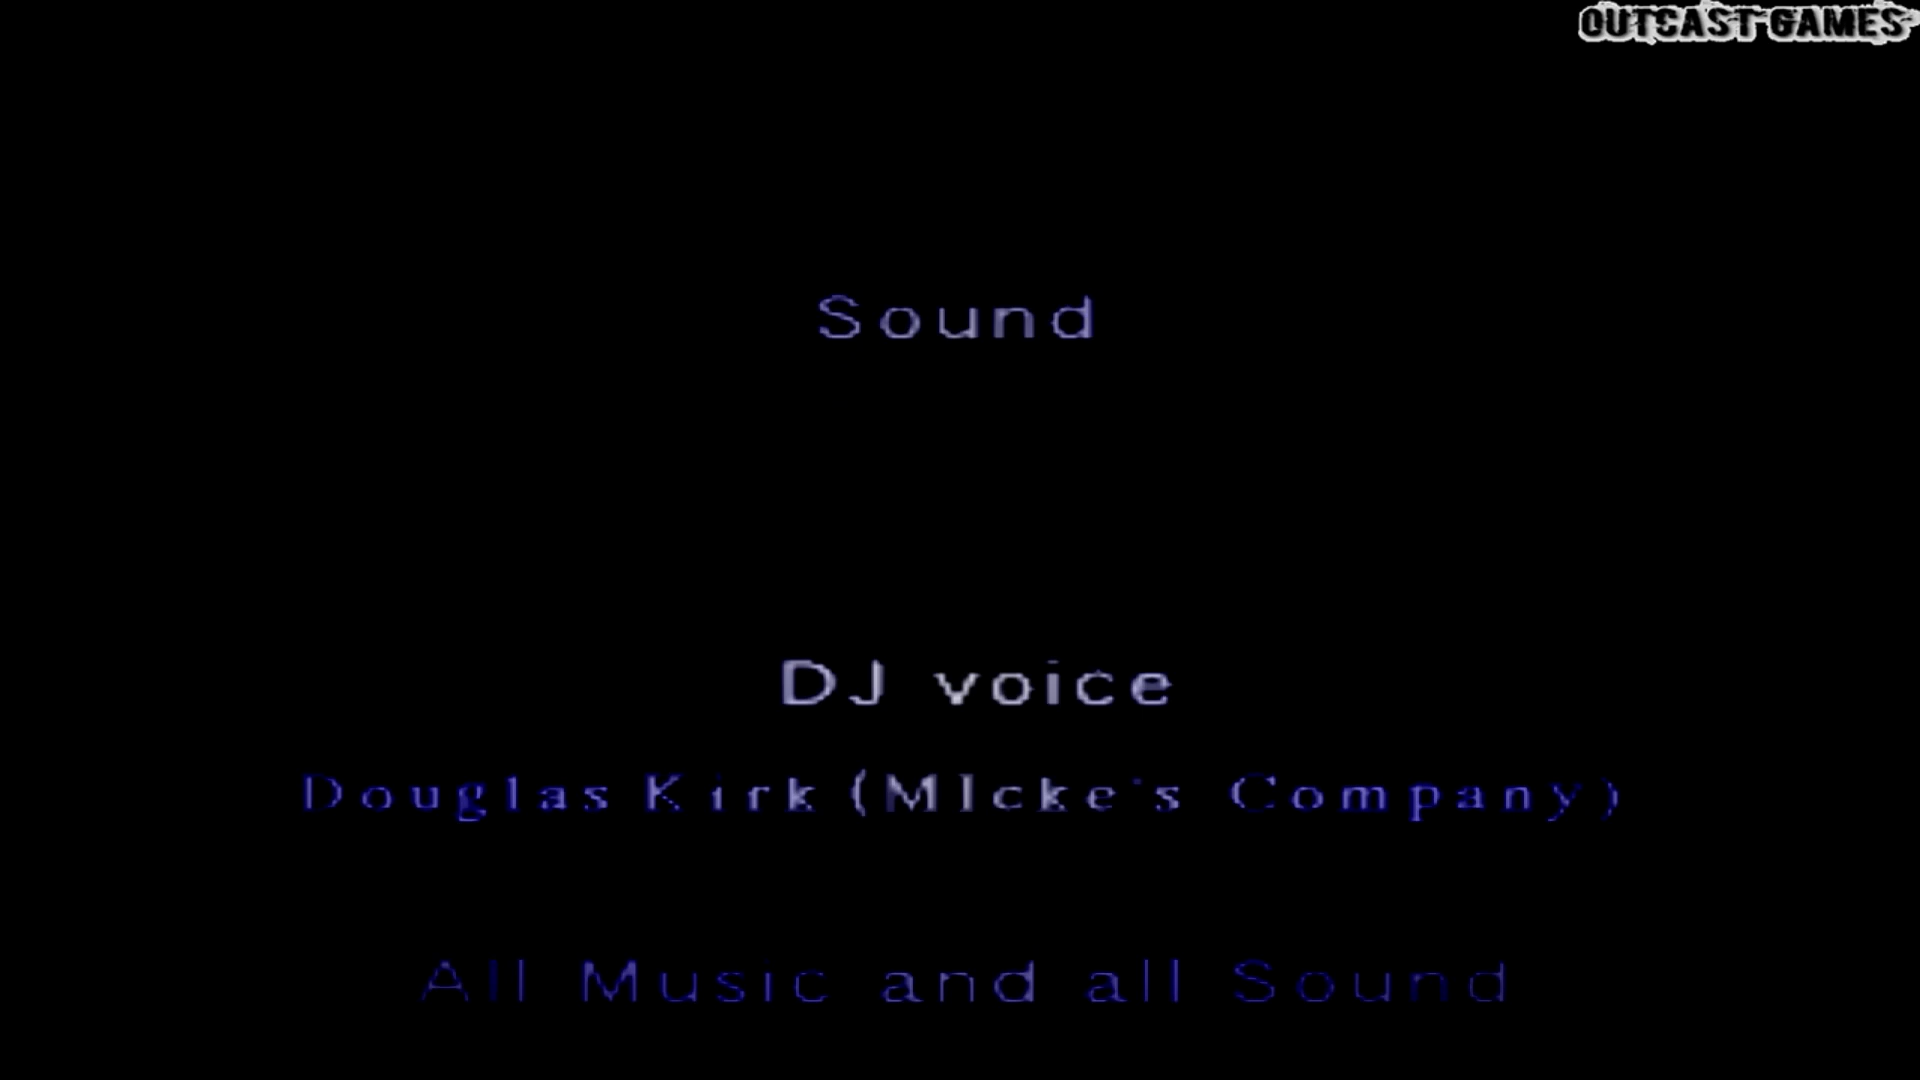 OUTCAST GAMES
Sound
DJ voice
Douglas Kirk (MIcke's Company)
All Music and all Sound